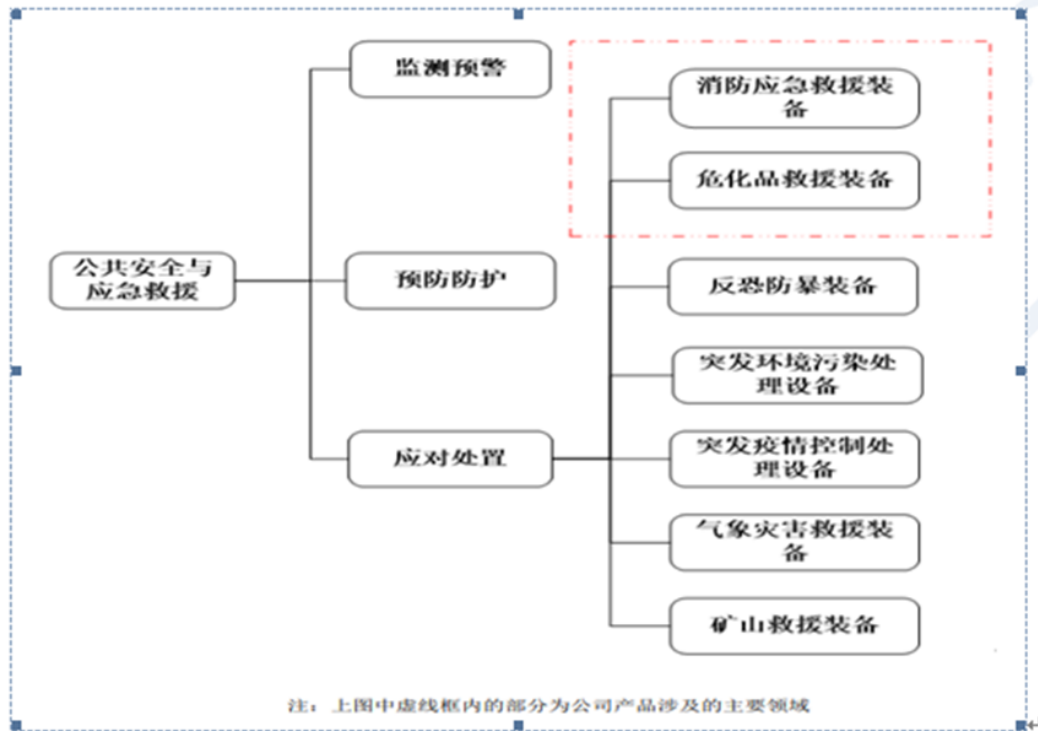 监测预警
消防应急救援装
备
危化品救援装备
公共安全与
应急救援
预防防护
反恐防暴装备
突发环境污染处
理设备
应对处置
突发疫情控制处
理设备
气象灾害救援装
备
矿山救援装备
注：上图中虚线框内的部分为公司产品涉及的主要领域